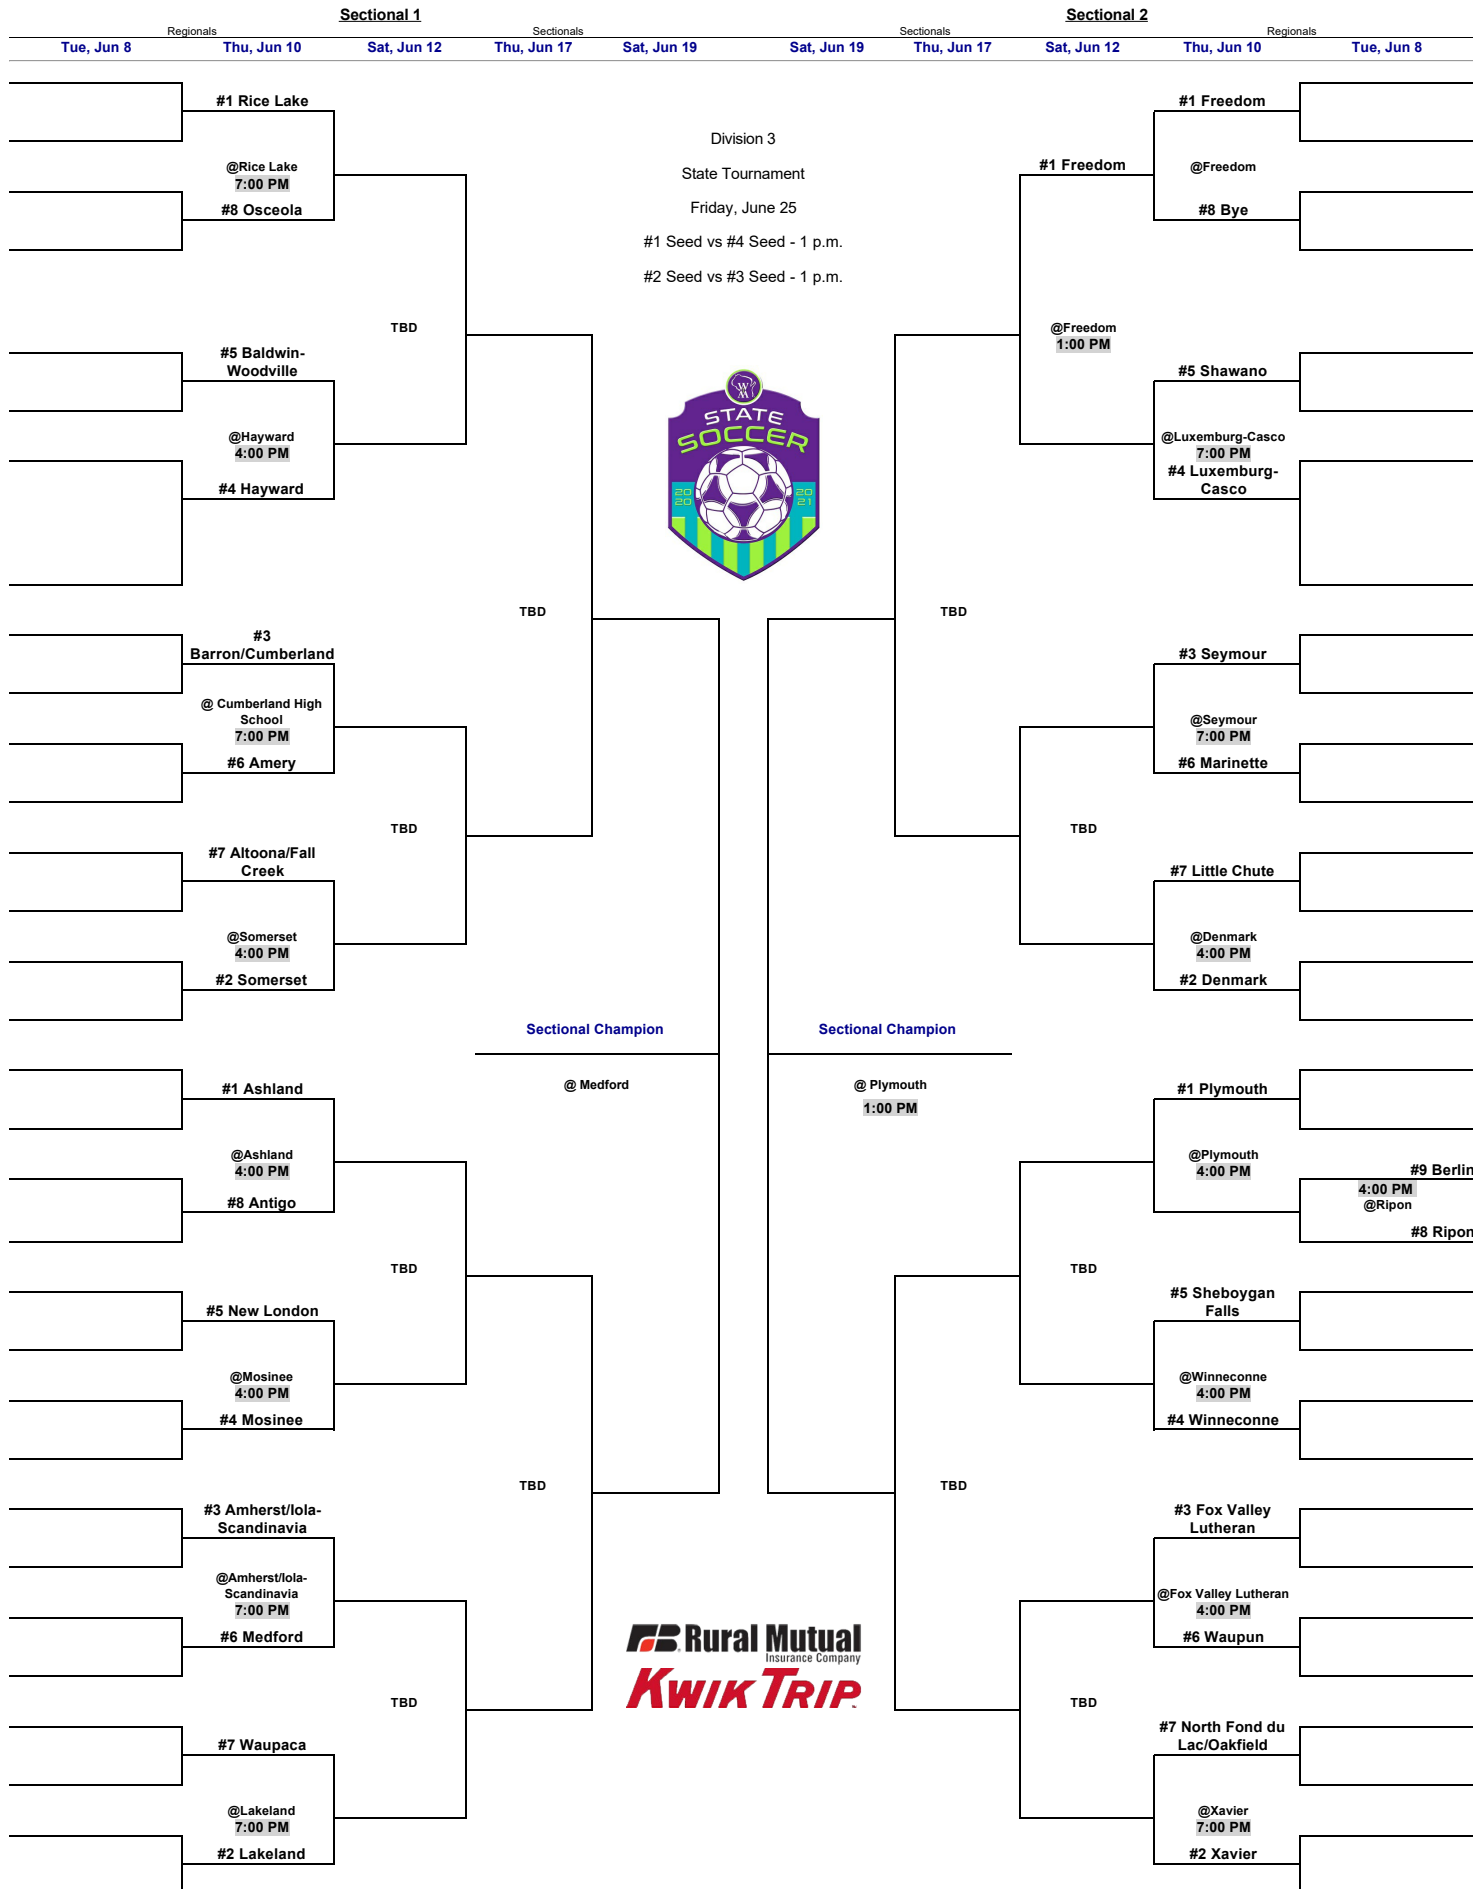 Sectional 1
Sectional 2
Regionals
Sectionals
Sectionals
Regionals
Tue, Jun 8
Thu, Jun 10
Sat, Jun 12
Thu, Jun 17
Sat, Jun 19
Sat, Jun 19
Thu, Jun 17
Sat, Jun 12
Thu, Jun 10
Tue, Jun 8
#1 Rice Lake
@Rice Lake
7:00 PM
#8 Osceola
TBD
#5 Baldwin-
Woodville
@Hayward
4:00 PM
#4 Hayward
TBD
#3
Barron/Cumberland
@ Cumberland High
School
7:00 PM
#6 Amery
TBD
#7 Altoona/Fall
Creek
@Somerset
4:00 PM
#2 Somerset
Sectional Champion
@ Medford
#1 Ashland
@Ashland
4:00 PM
#8 Antigo
TBD
#5 New London
@Mosinee
4:00 PM
#4 Mosinee
TBD
#3 Amherst/Iola-
Scandinavia
@Amherst/Iola-
Scandinavia
7:00 PM
#6 Medford
TBD
#7 Waupaca
@Lakeland
7:00 PM
#2 Lakeland
Division 3
State Tournament
Friday, June 25
#1 Seed vs #4 Seed - 1 p.m.
#2 Seed vs #3 Seed - 1 p.m.
STATE
SOCCER
20
20
20
21
Rural Mutual
Insurance Company
KWIK TRIP
#1 Freedom
#1 Freedom
@Freedom
#8 Bye
@Freedom
1:00 PM
#5 Shawano
@Luxemburg-Casco
7:00 PM
#4 Luxemburg-
Casco
TBD
#3 Seymour
@Seymour
7:00 PM
#6 Marinette
TBD
#7 Little Chute
@Denmark
4:00 PM
#2 Denmark
Sectional Champion
@ Plymouth
1:00 PM
#1 Plymouth
@Plymouth
4:00 PM
#9 Berlin
4:00 PM
@Ripon
#8 Ripon
TBD
#5 Sheboygan
Falls
@Winneconne
4:00 PM
#4 Winneconne
TBD
#3 Fox Valley
Lutheran
@Fox Valley Lutheran
4:00 PM
#6 Waupun
TBD
#7 North Fond du
Lac/Oakfield
@Xavier
7:00 PM
#2 Xavier